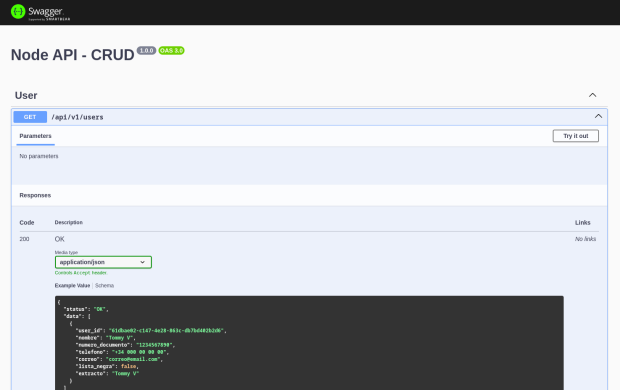 Swagger.
Supported by SMARTBEAR
Node API - CRUD 1.0.0 OAS 3.0
User
GET /api/v1/users
Parameters Try it out
No parameters
Responses
Code Description Links
200 OK No links
Media type
application/json
Controls Accept header.
Example Value | Schema
{
"status": "OK",
"data": [
{
"user_id": "61dbae02-c147-4e28-863c-db7bd402b2d6",
"nombre": "Tommy V",
"numero_documento": "1234567890",
"telefono": "+34 000 00 00 00",
"correo": "correo@email.com",
"lista_negra": false,
"extracto": "Tommy V"
}
]